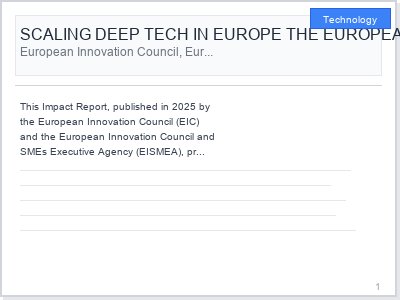 Technology
SCALING DEEP TECH IN EUROPE THE EUROPEA
European Innovation Council, Eur...
This Impact Report, published in 2025 by
the European Innovation Council (EIC)
and the European Innovation Council and
SMEs Executive Agency (EISMEA), pr...
1